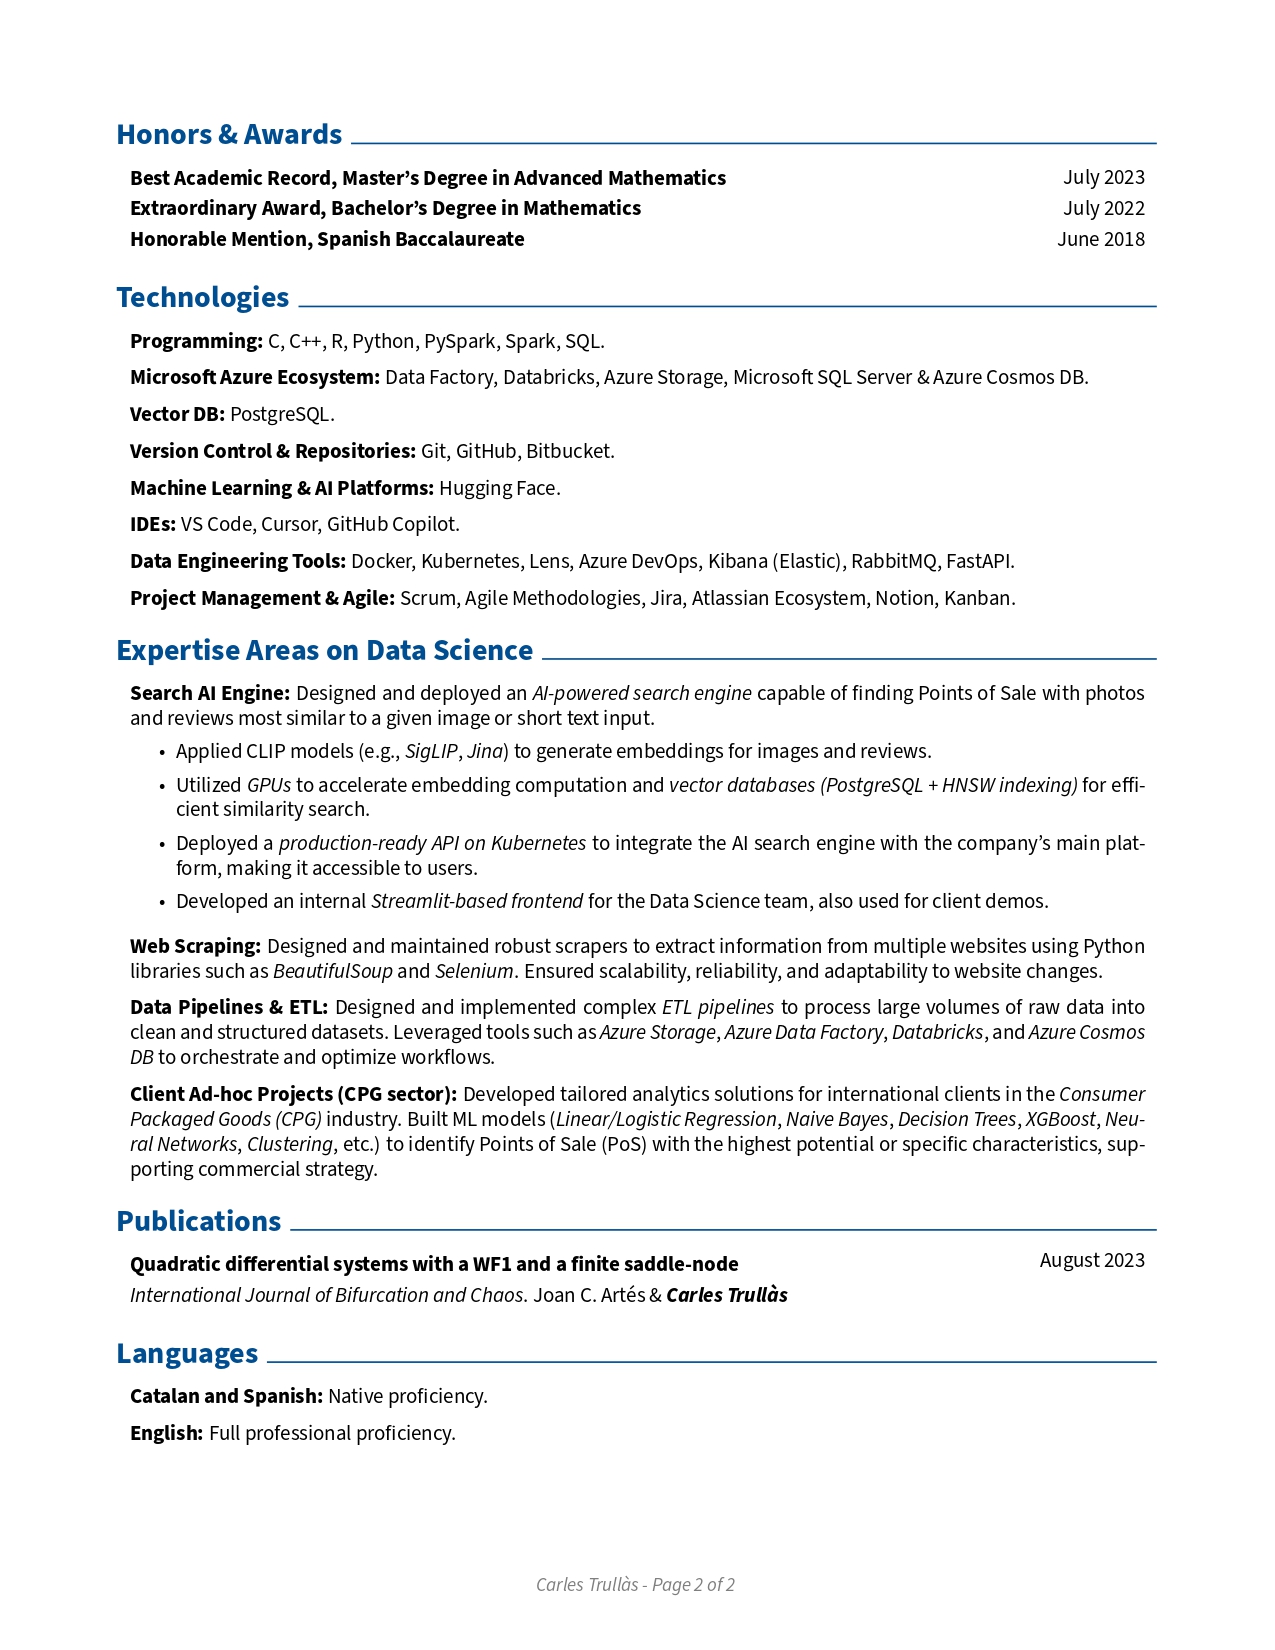 Honors & Awards
Best Academic Record, Master’s Degree in Advanced Mathematics July 2023
Extraordinary Award, Bachelor’s Degree in Mathematics July 2022
Honorable Mention, Spanish Baccalaureate June 2018
Technologies
Programming: C, C++, R, Python, PySpark, Spark, SQL.
Microsoft Azure Ecosystem: Data Factory, Databricks, Azure Storage, Microsoft SQL Server & Azure Cosmos DB.
Vector DB: PostgreSQL.
Version Control & Repositories: Git, GitHub, Bitbucket.
Machine Learning & AI Platforms: Hugging Face.
IDEs: VS Code, Cursor, GitHub Copilot.
Data Engineering Tools: Docker, Kubernetes, Lens, Azure DevOps, Kibana (Elastic), RabbitMQ, FastAPI.
Project Management & Agile: Scrum, Agile Methodologies, Jira, Atlassian Ecosystem, Notion, Kanban.
Expertise Areas on Data Science
Search AI Engine: Designed and deployed an AI-powered search engine capable of finding Points of Sale with photos
and reviews most similar to a given image or short text input.
• Applied CLIP models (e.g., SigLIP, Jina) to generate embeddings for images and reviews.
• Utilized GPUs to accelerate embedding computation and vector databases (PostgreSQL + HNSW indexing) for effi-
cient similarity search.
• Deployed a production-ready API on Kubernetes to integrate the AI search engine with the company’s main plat-
form, making it accessible to users.
• Developed an internal Streamlit-based frontend for the Data Science team, also used for client demos.
Web Scraping: Designed and maintained robust scrapers to extract information from multiple websites using Python
libraries such as BeautifulSoup and Selenium. Ensured scalability, reliability, and adaptability to website changes.
Data Pipelines & ETL: Designed and implemented complex ETL pipelines to process large volumes of raw data into
clean and structured datasets. Leveraged tools such as Azure Storage, Azure Data Factory, Databricks, and Azure Cosmos
DB to orchestrate and optimize workflows.
Client Ad-hoc Projects (CPG sector): Developed tailored analytics solutions for international clients in the Consumer
Packaged Goods (CPG) industry. Built ML models (Linear/Logistic Regression, Naive Bayes, Decision Trees, XGBoost, Neu-
ral Networks, Clustering, etc.) to identify Points of Sale (PoS) with the highest potential or specific characteristics, sup-
porting commercial strategy.
Publications
Quadratic differential systems with a WF1 and a finite saddle-node August 2023
International Journal of Bifurcation and Chaos. Joan C. Artés & Carles Trullàs
Languages
Catalan and Spanish: Native proficiency.
English: Full professional proficiency.
Carles Trullàs - Page 2 of 2